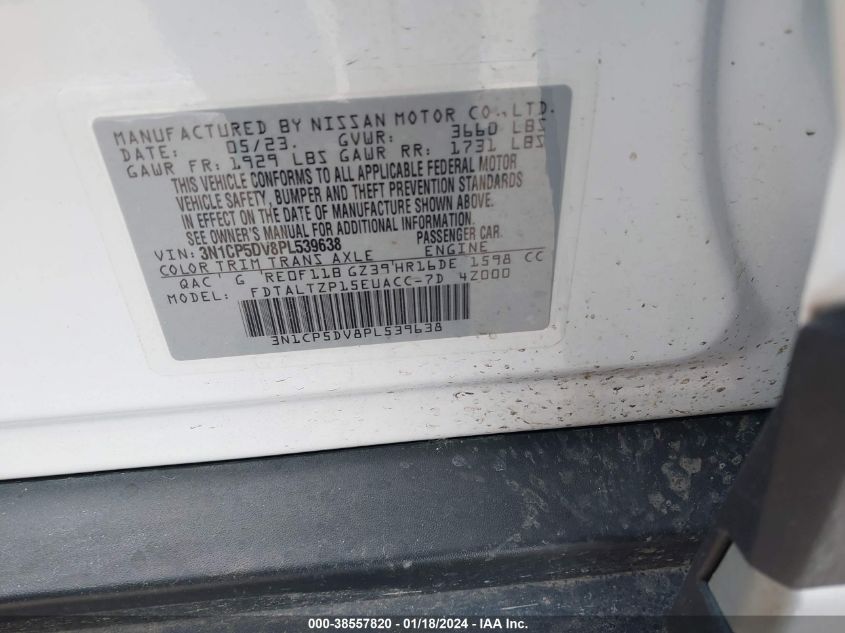 MANUFACTURED BY NISSAN MOTOR CO.,LTD.
DATE: 05/23. GVWR: 3660 LBS
GAWR FR: 1929 LBS GAWR RR: 1731 LBS
THIS VEHICLE CONFORMS TO ALL APPLICABLE FEDERAL MOTOR
VEHICLE SAFETY, BUMPER AND THEFT PREVENTION STANDARDS
IN EFFECT ON THE DATE OF MANUFACTURE SHOWN ABOVE.
SEE OWNER'S MANUAL FOR ADDITIONAL INFORMATION.
VIN: 3N1CP5DV8PL539638 PASSENGER CAR.
COLOR TRIM TRANS AXLE ENGINE
QAC G RE0F11B GZ39 HR16DE 1598 CC
MODEL: FDTALTZP15EUACC-7D 4Z000
3N1CP5DV8PL539638
000-38557820 - 01/18/2024 - IAA Inc.